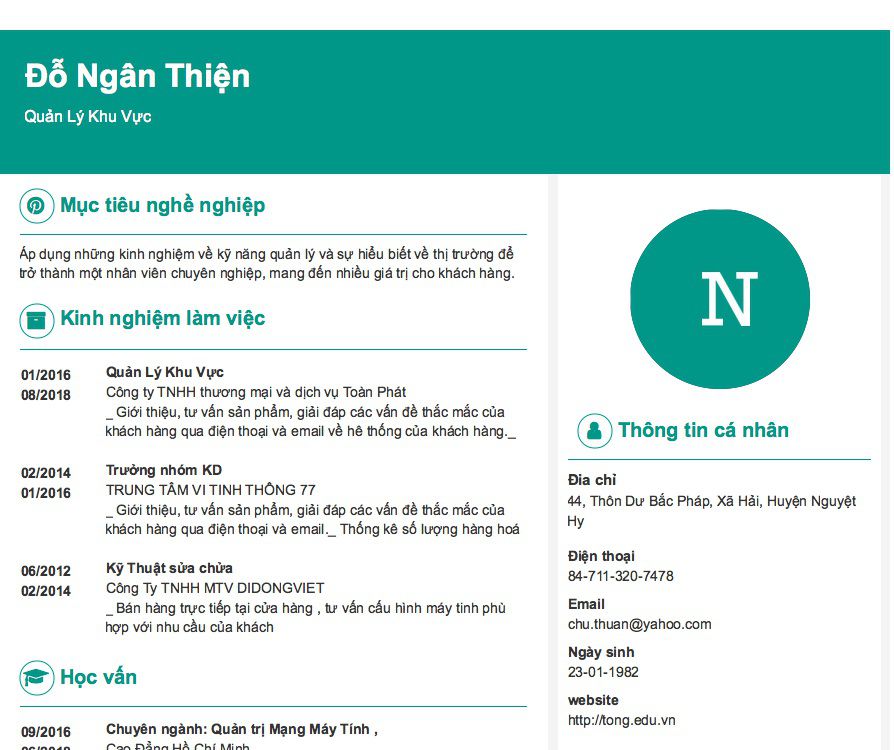 Đỗ Ngân Thiện
Quản Lý Khu Vực
Mục tiêu nghề nghiệp
Áp dụng những kinh nghiệm về kỹ năng quản lý và sự hiểu biết về thị trường để
trở thành một nhân viên chuyên nghiệp, mang đến nhiều giá trị cho khách hàng.
Kinh nghiệm làm việc
01/2016
08/2018
Quản Lý Khu Vực
Công ty TNHH thương mại và dịch vụ Toàn Phát
_ Giới thiệu, tư vấn sản phẩm, giải đáp các vấn đề thắc mắc của
khách hàng qua điện thoại và email về hê thống của khách hàng._
02/2014
01/2016
Trưởng nhóm KD
TRUNG TÂM VI TINH THÔNG 77
_ Giới thiệu, tư vấn sản phẩm, giải đáp các vấn đề thắc mắc của
khách hàng qua điện thoại và email._ Thống kê số lượng hàng hoá
06/2012
02/2014
Kỹ Thuật sửa chửa
Công Ty TNHH MTV DIDONGVIET
_ Bán hàng trực tiếp tại cửa hàng , tư vấn cấu hình máy tinh phù
hợp với nhu cầu của khách
Học vấn
09/2016
06/2018
Chuyên ngành: Quản trị Mạng Máy Tính ,
Cao Đẳng Hồ Chí Minh
N
Thông tin cá nhân
Đia chỉ
44, Thôn Dư Bắc Pháp, Xã Hải, Huyện Nguyệt
Hy
Điện thoại
84-711-320-7478
Email
chu.thuan@yahoo.com
Ngày sinh
23-01-1982
website
http://tong.edu.vn